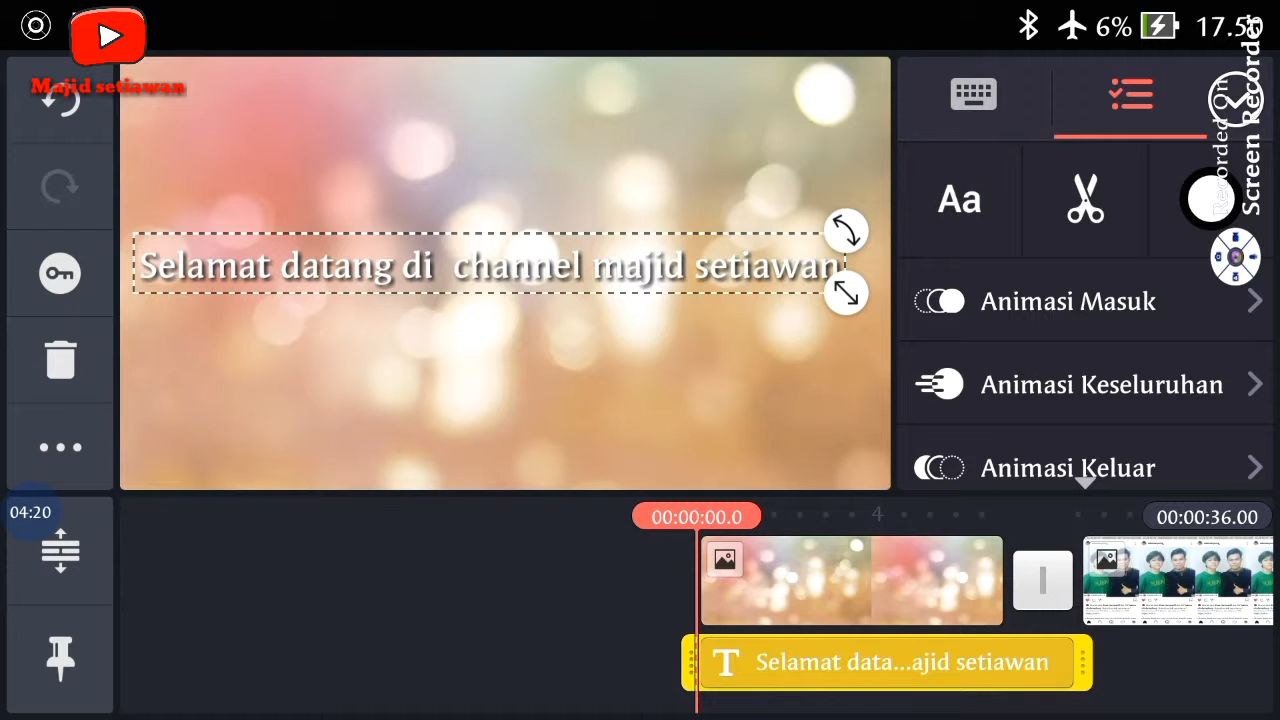 6%
17.50
Majid setiawan
Recorded On
Screen Recorder
Selamat datang di  channel majid setiawan
Aa
Animasi Masuk
Animasi Keseluruhan
Animasi Keluar
04:20
00:00:00.0
4
00:00:36.00
T Selamat data...ajid setiawan